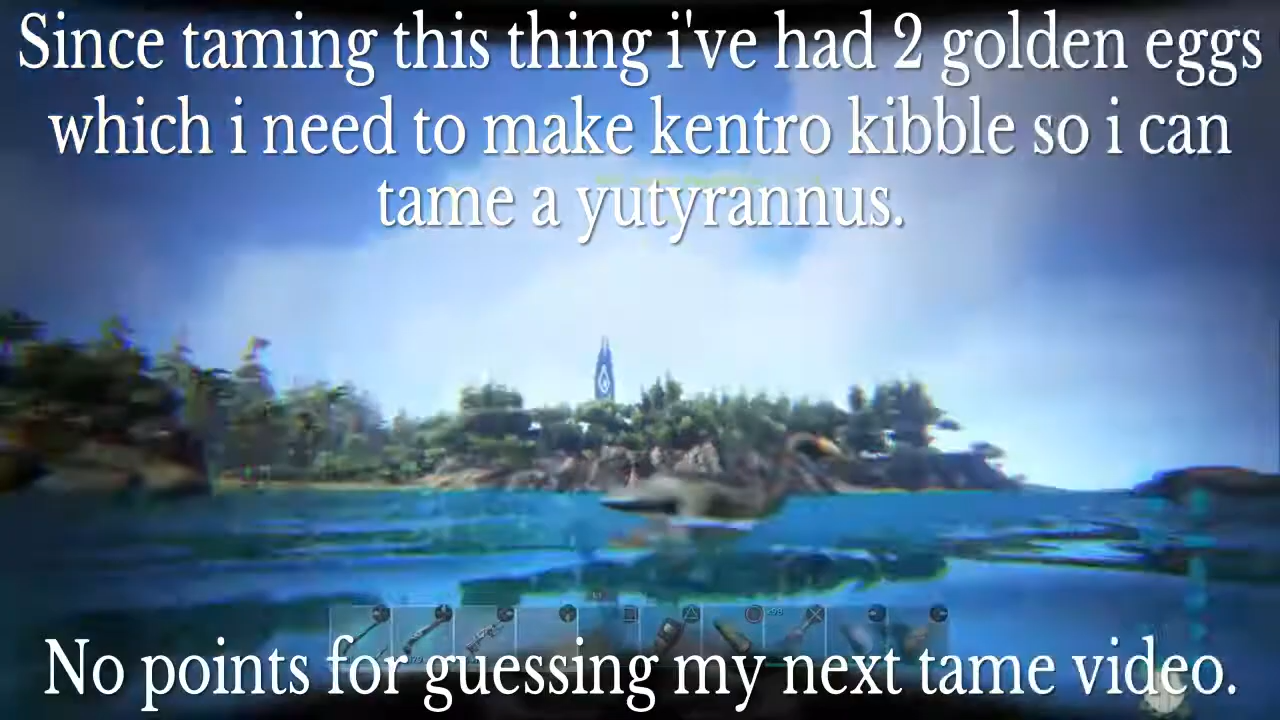 Since taming this thing i've had 2 golden eggs
which i need to make kentro kibble so i can
tame a yutyrannus.
No points for guessing my next tame video.